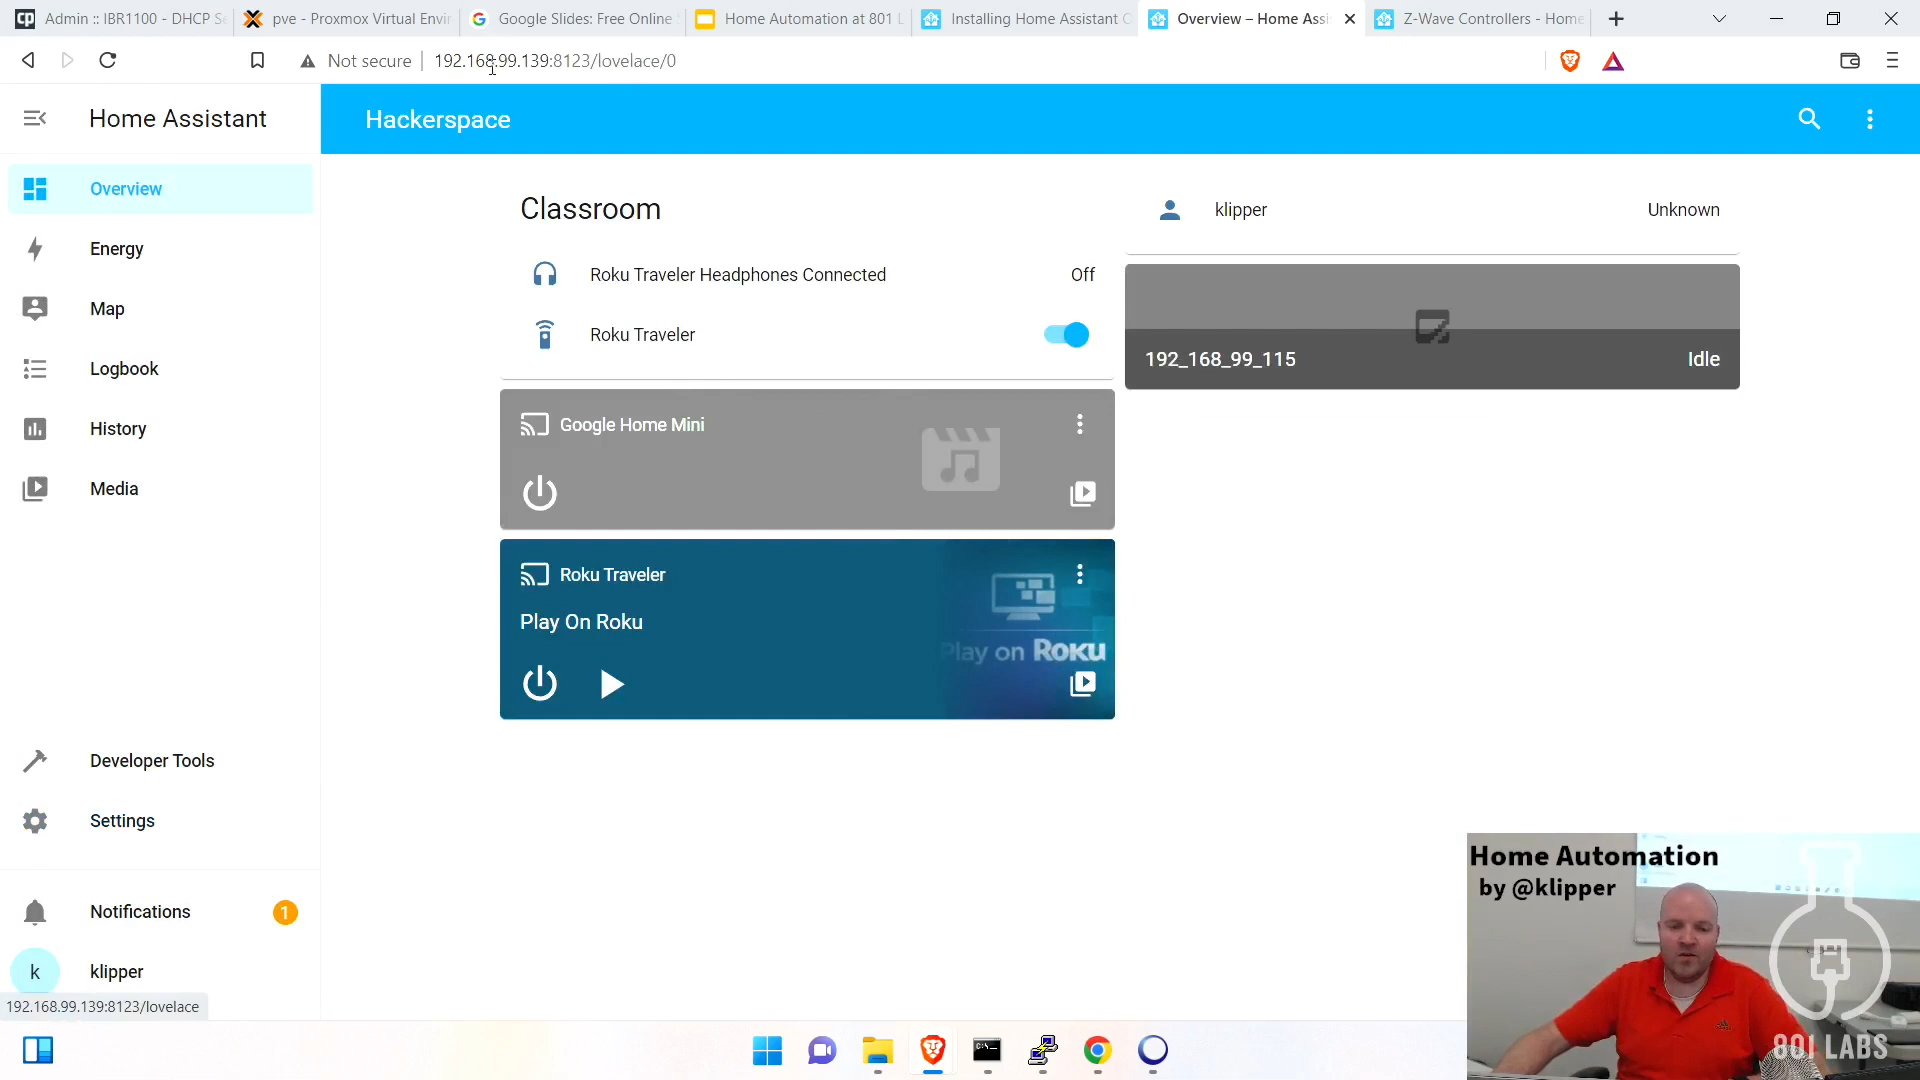 Admin :: IBR1100 - DHCP Se
pve - Proxmox Virtual Envir
Google Slides: Free Online
Home Automation at 801 L
Installing Home Assistant O
Overview – Home Assi
Z-Wave Controllers - Home
Not secure
192.168.99.139:8123/lovelace/0
Home Assistant
Hackerspace
Overview
Energy
Map
Logbook
History
Media
Developer Tools
Settings
Notifications
1
k
klipper
192.168.99.139:8123/lovelace
Classroom
Roku Traveler Headphones Connected
Off
Roku Traveler
Google Home Mini
Roku Traveler
Play On Roku
Play on Roku
klipper
Unknown
192_168_99_115
Idle
Home Automation
by @klipper
801 LABS